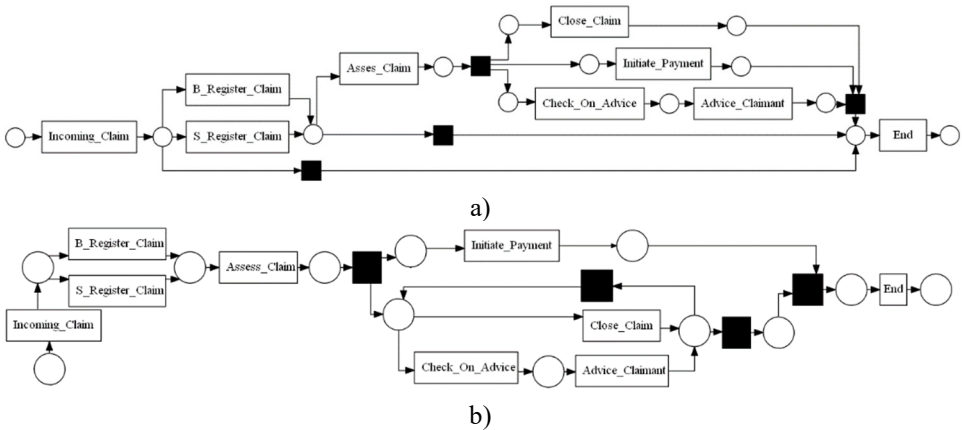 Close_Claim
Asses_Claim
Initiate_Payment
B_Register_Claim
Check_On_Advice
Advice_Claimant
Incoming_Claim
S_Register_Claim
End
a)
B_Register_Claim
Initiate_Payment
Assess_Claim
S_Register_Claim
End
Incoming_Claim
Close_Claim
Check_On_Advice
Advice_Claimant
b)